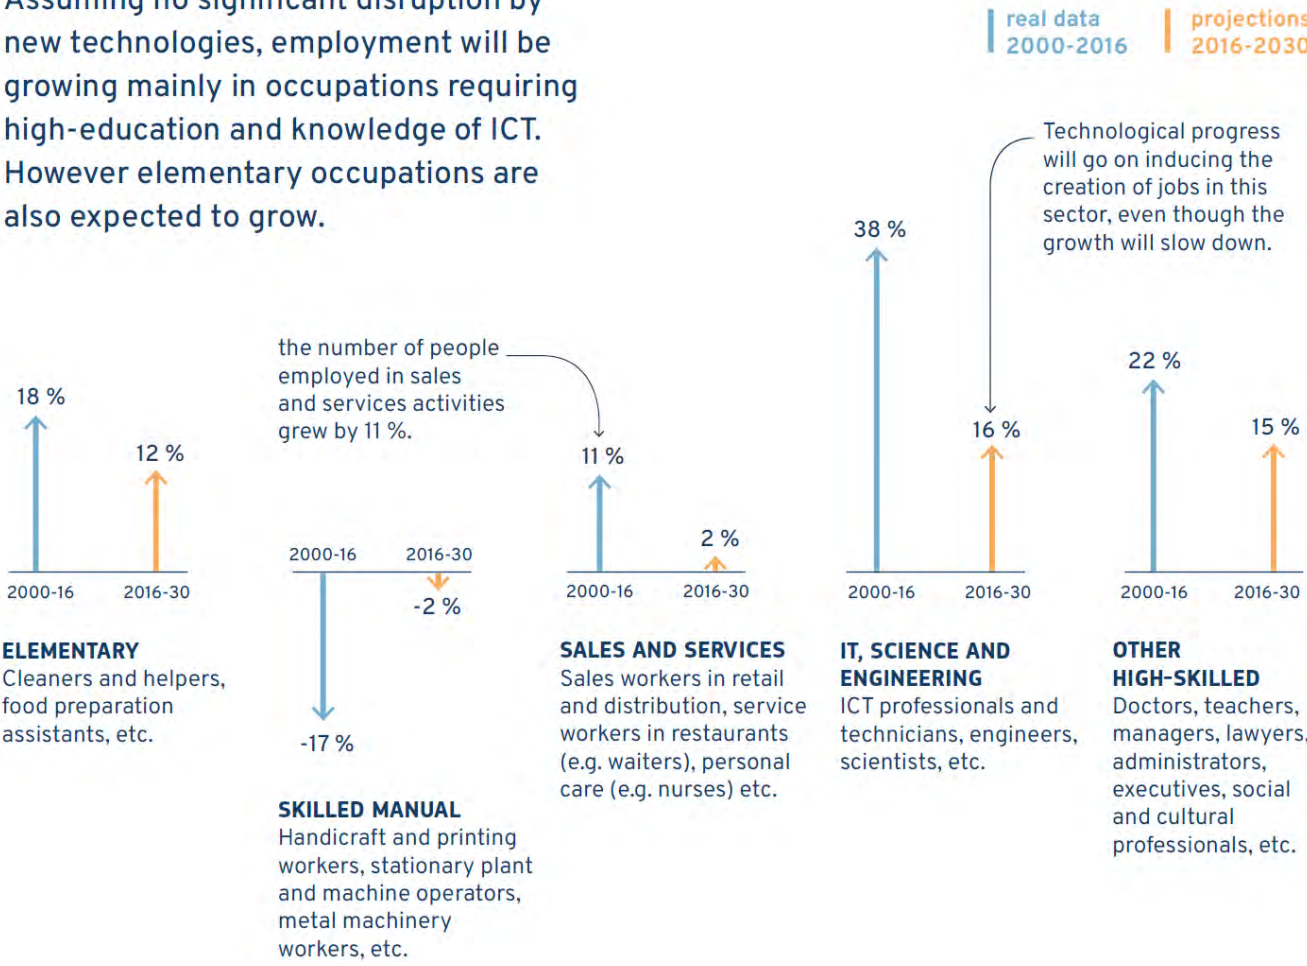 Assuming no significant disruption by
new technologies, employment will be
growing mainly in occupations requiring
high-education and knowledge of ICT.
However elementary occupations are
also expected to grow.
real data
2000-2016
projections
2016-2030
Technological progress
will go on inducing the
creation of jobs in this
sector, even though the
growth will slow down.
the number of people
employed in sales
and services activities
grew by 11 %.
18 %
12 %
2000-16
2016-30
ELEMENTARY
Cleaners and helpers,
food preparation
assistants, etc.
2000-16
2016-30
-2 %
-17 %
SKILLED MANUAL
Handicraft and printing
workers, stationary plant
and machine operators,
metal machinery
workers, etc.
11 %
2 %
2000-16
2016-30
SALES AND SERVICES
Sales workers in retail
and distribution, service
workers in restaurants
(e.g. waiters), personal
care (e.g. nurses) etc.
38 %
16 %
2000-16
2016-30
IT, SCIENCE AND
ENGINEERING
ICT professionals and
technicians, engineers,
scientists, etc.
22 %
15 %
2000-16
2016-30
OTHER
HIGH-SKILLED
Doctors, teachers,
managers, lawyers,
administrators,
executives, social
and cultural
professionals, etc.